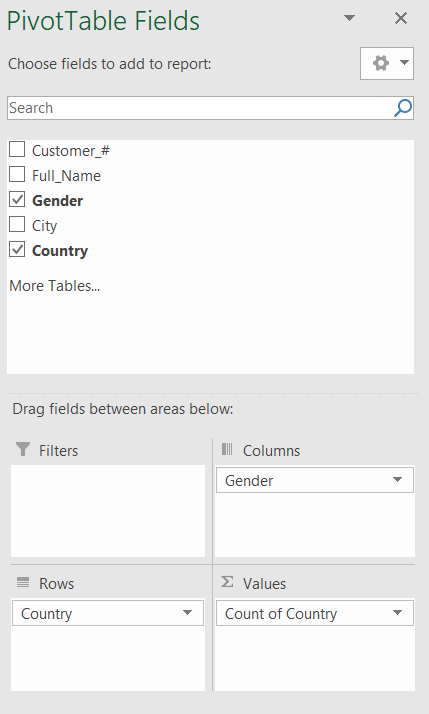 PivotTable Fields
Choose fields to add to report:
Search
Customer_#
Full_Name
Gender
City
Country
More Tables...
Drag fields between areas below:
Filters
Columns
Gender
Rows
Values
Country
Count of Country